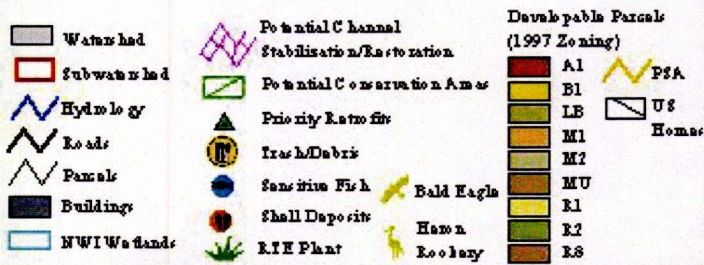 Watershed
Subwatershed
Hydrology
Roads
Parcels
Buildings
NWI Wetlands
Potential Channel
Stabilisation/Restoration
Potential Conservation Areas
Priority Retrofits
Trash/Debris
Sensitive Fish
Shell Deposits
RTE Plant
Bald Eagle
Heron
Rookery
Developable Parcels
(1997 Zoning)
A1
B1
LB
M1
M2
MU
R1
R2
R8
PSA
US
Homes